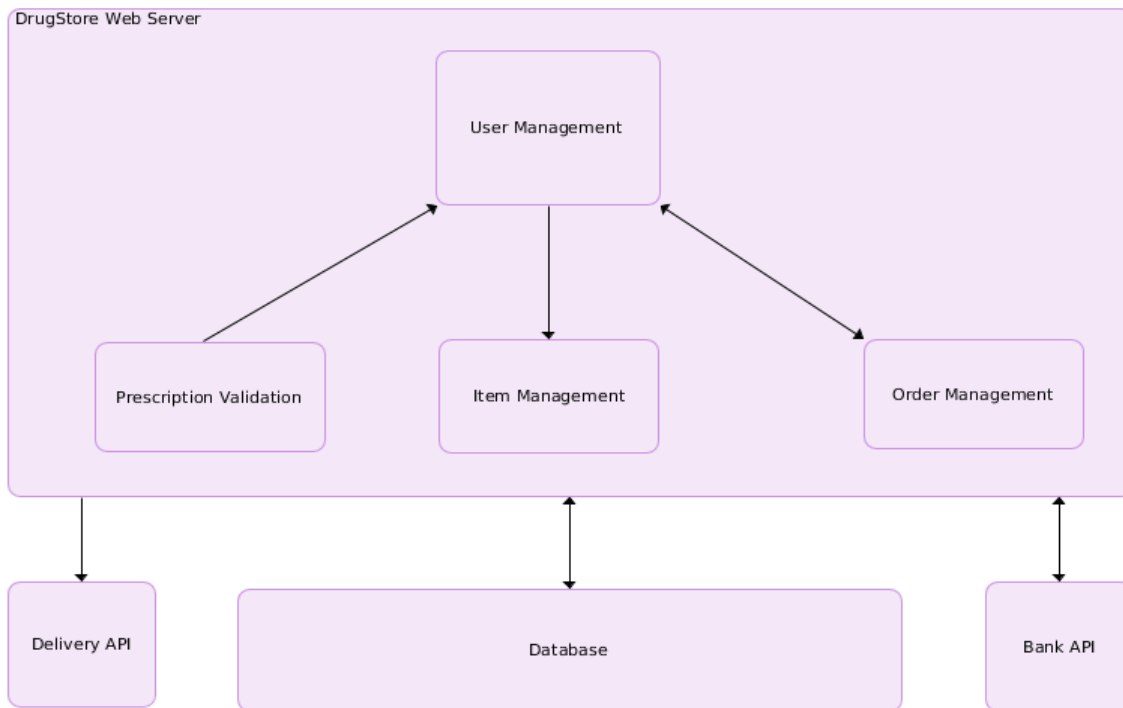 DrugStore Web Server
User Management
Prescription Validation
Item Management
Order Management
Delivery API
Database
Bank API